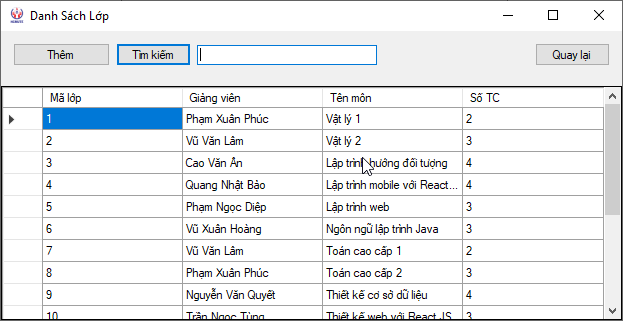 Danh Sách Lớp
Thêm Tìm kiếm Quay lại
Mã lớp Giảng viên Tên môn Số TC
1 Phạm Xuân Phúc Vật lý 1 2
2 Vũ Văn Lâm Vật lý 2 3
3 Cao Văn Ấn Lập trình hướng đối tượng 4
4 Quang Nhật Bảo Lập trình mobile với React... 4
5 Phạm Ngọc Diệp Lập trình web 3
6 Vũ Xuân Hoàng Ngôn ngữ lập trình Java 3
7 Vũ Văn Lâm Toán cao cấp 1 2
8 Phạm Xuân Phúc Toán cao cấp 2 3
9 Nguyễn Văn Quyết Thiết kế cơ sở dữ liệu 4
10 Trần Ngọc Tùng Thiết kế web với React JS 3